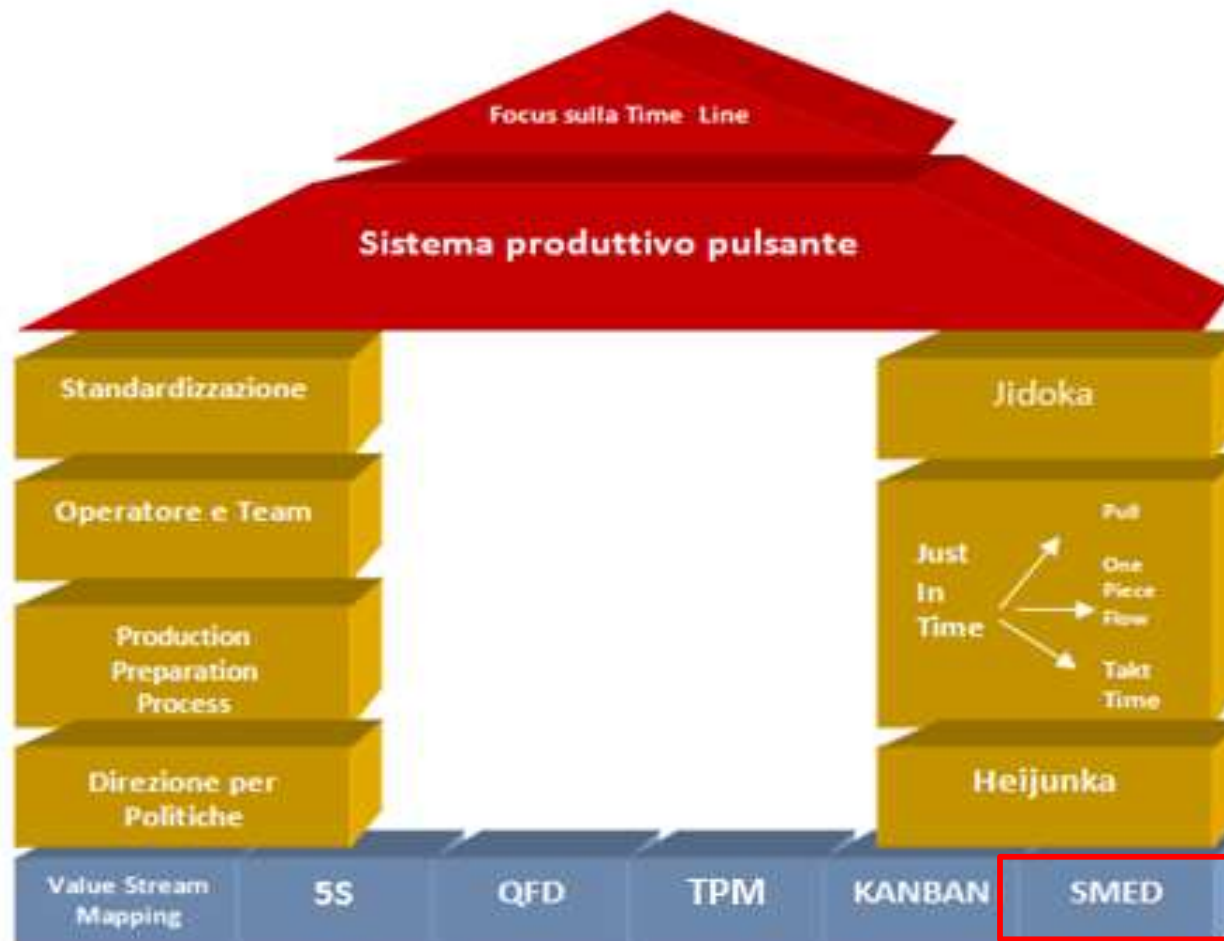 Focus sulla Time Line
Sistema produttivo pulsante
Standardizzazione
Operatore e Team
Production
Preparation
Process
Direzione per
Politiche
Jidoka
Just
In
Time
Pull
One
Piece
Flow
Takt
Time
Heijunka
Value Stream
Mapping
5S
QFD
TPM
KANBAN
SMED